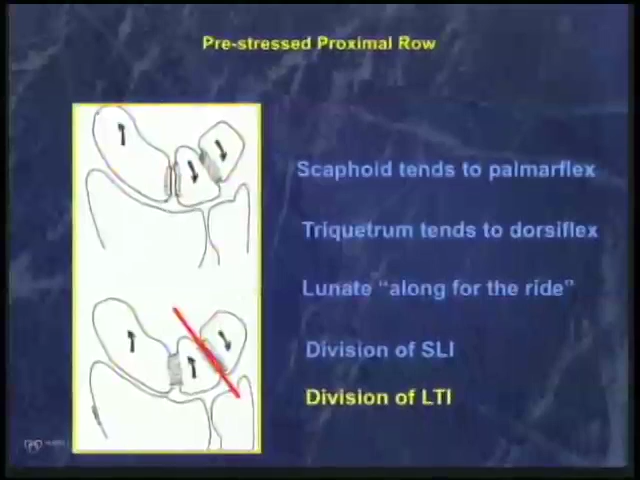 Pre-stressed Proximal Row
Scaphoid tends to palmarflex
Triquetrum tends to dorsiflex
Lunate “along for the ride”
Division of SLI
Division of LTI